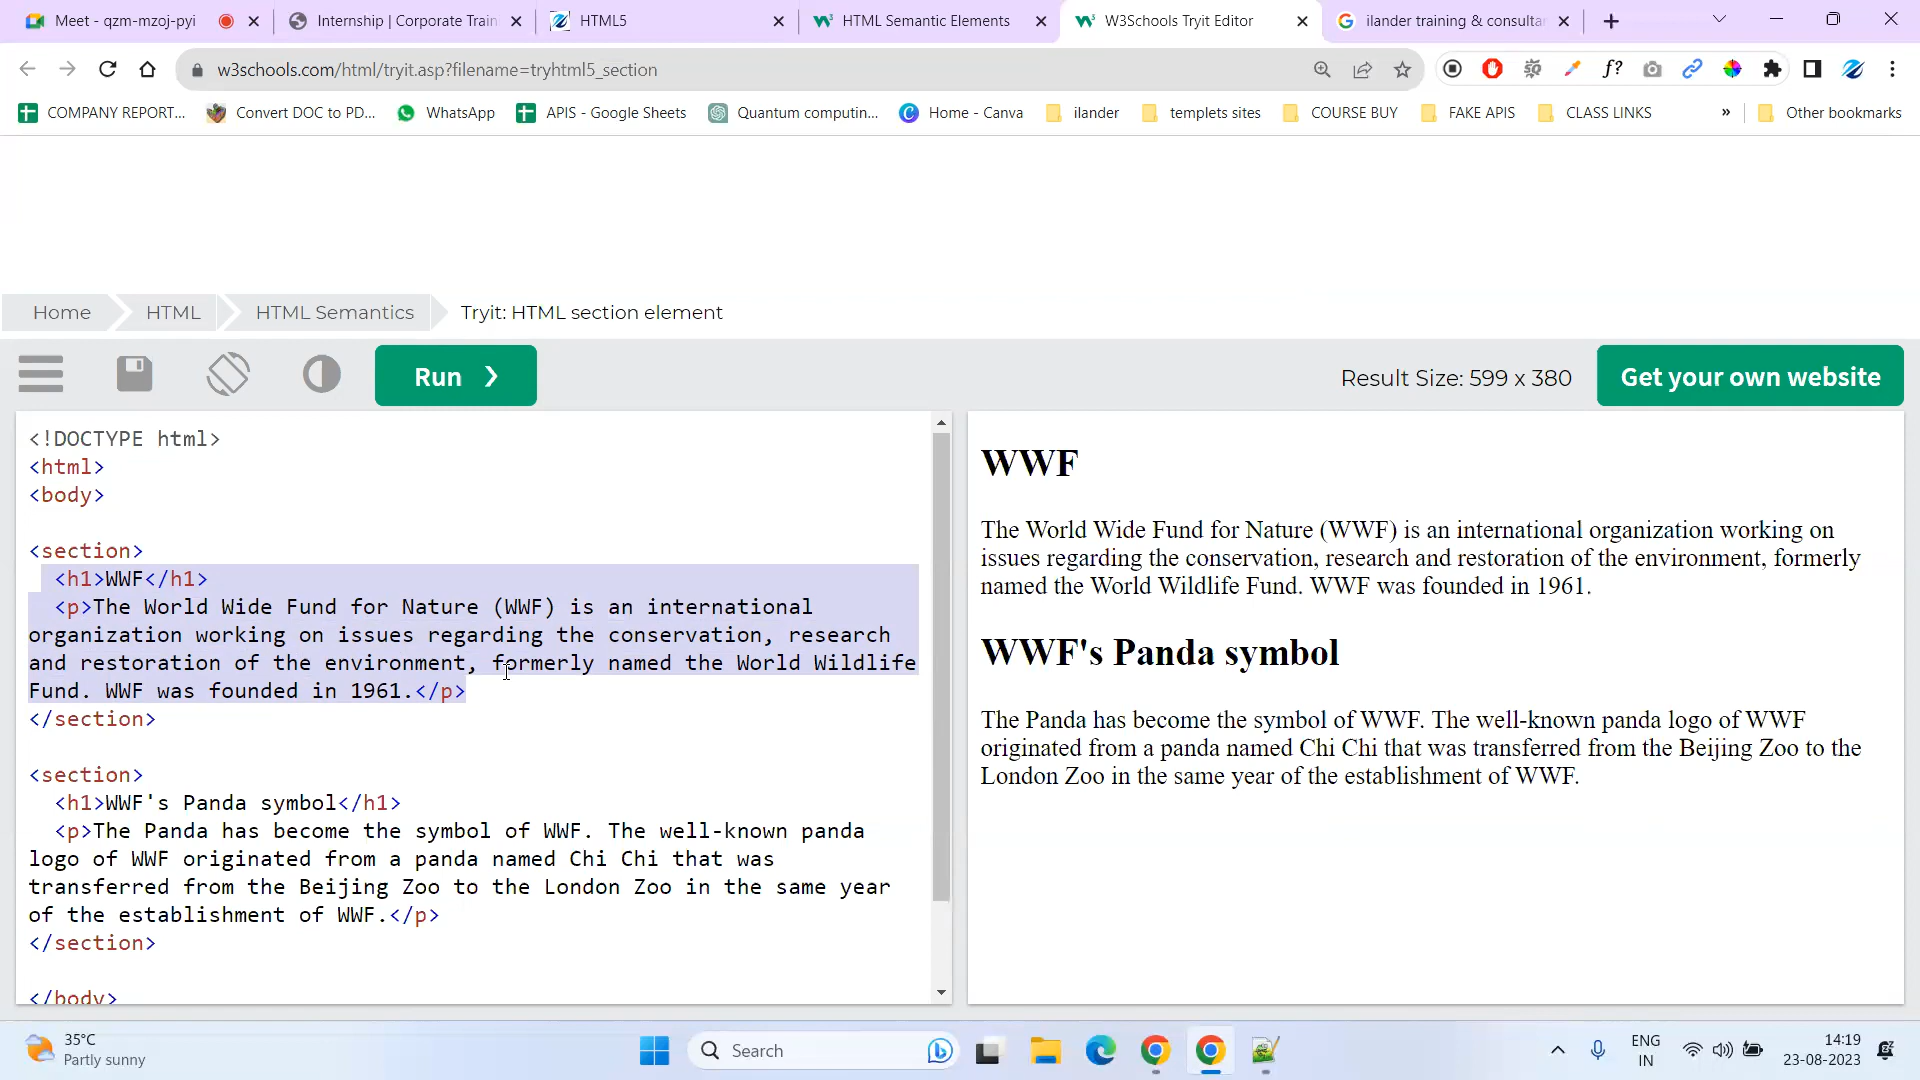 Meet - qzm-mzoj-pyi
Internship | Corporate Train
HTML5
HTML Semantic Elements
W3Schools Tryit Editor
ilander training & consulta
w3schools.com/html/tryit.asp?filename=tryhtml5_section
f?
COMPANY REPORT...
Convert DOC to PD...
WhatsApp
APIS - Google Sheets
Quantum computin...
Home - Canva
ilander
templets sites
COURSE BUY
FAKE APIS
CLASS LINKS
»
Other bookmarks
Home
HTML
HTML Semantics
Tryit: HTML section element
Run ❯
Result Size: 599 x 380
Get your own website
<!DOCTYPE html>
<html>
<body>
<section>
<h1>WWF</h1>
<p>The World Wide Fund for Nature (WWF) is an international
organization working on issues regarding the conservation, research
and restoration of the environment, formerly named the World Wildlife
Fund. WWF was founded in 1961.</p>
</section>
<section>
<h1>WWF's Panda symbol</h1>
<p>The Panda has become the symbol of WWF. The well-known panda
logo of WWF originated from a panda named Chi Chi that was
transferred from the Beijing Zoo to the London Zoo in the same year
of the establishment of WWF.</p>
</section>
</body>
WWF
The World Wide Fund for Nature (WWF) is an international organization working on
issues regarding the conservation, research and restoration of the environment, formerly
named the World Wildlife Fund. WWF was founded in 1961.
WWF's Panda symbol
The Panda has become the symbol of WWF. The well-known panda logo of WWF
originated from a panda named Chi Chi that was transferred from the Beijing Zoo to the
London Zoo in the same year of the establishment of WWF.
35°C
Partly sunny
Search
ENG
IN
14:19
23-08-2023